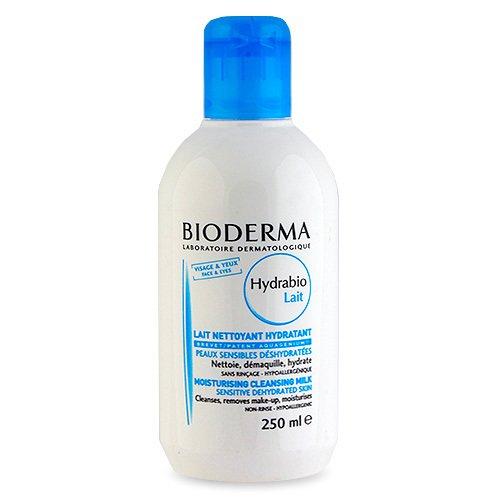 BIODERMA
LABORATOIRE DERMATOLOGIQUE
VISAGE & YEUX
FACE & EYES
Hydrabio
Lait
LAIT NETTOYANT HYDRATANT
BREVET/PATENT AQUAGENIUM
PEAUX SENSIBLES DÉSHYDRATÉES
Nettoie, démaquille, hydrate
SANS RINÇAGE - HYPOALLERGÉNIQUE
MOISTURISING CLEANSING MILK
SENSITIVE DEHYDRATED SKIN
Cleanses, removes make-up, moisturises
NON-RINSE - HYPOALLERGENIC
250 ml ℮